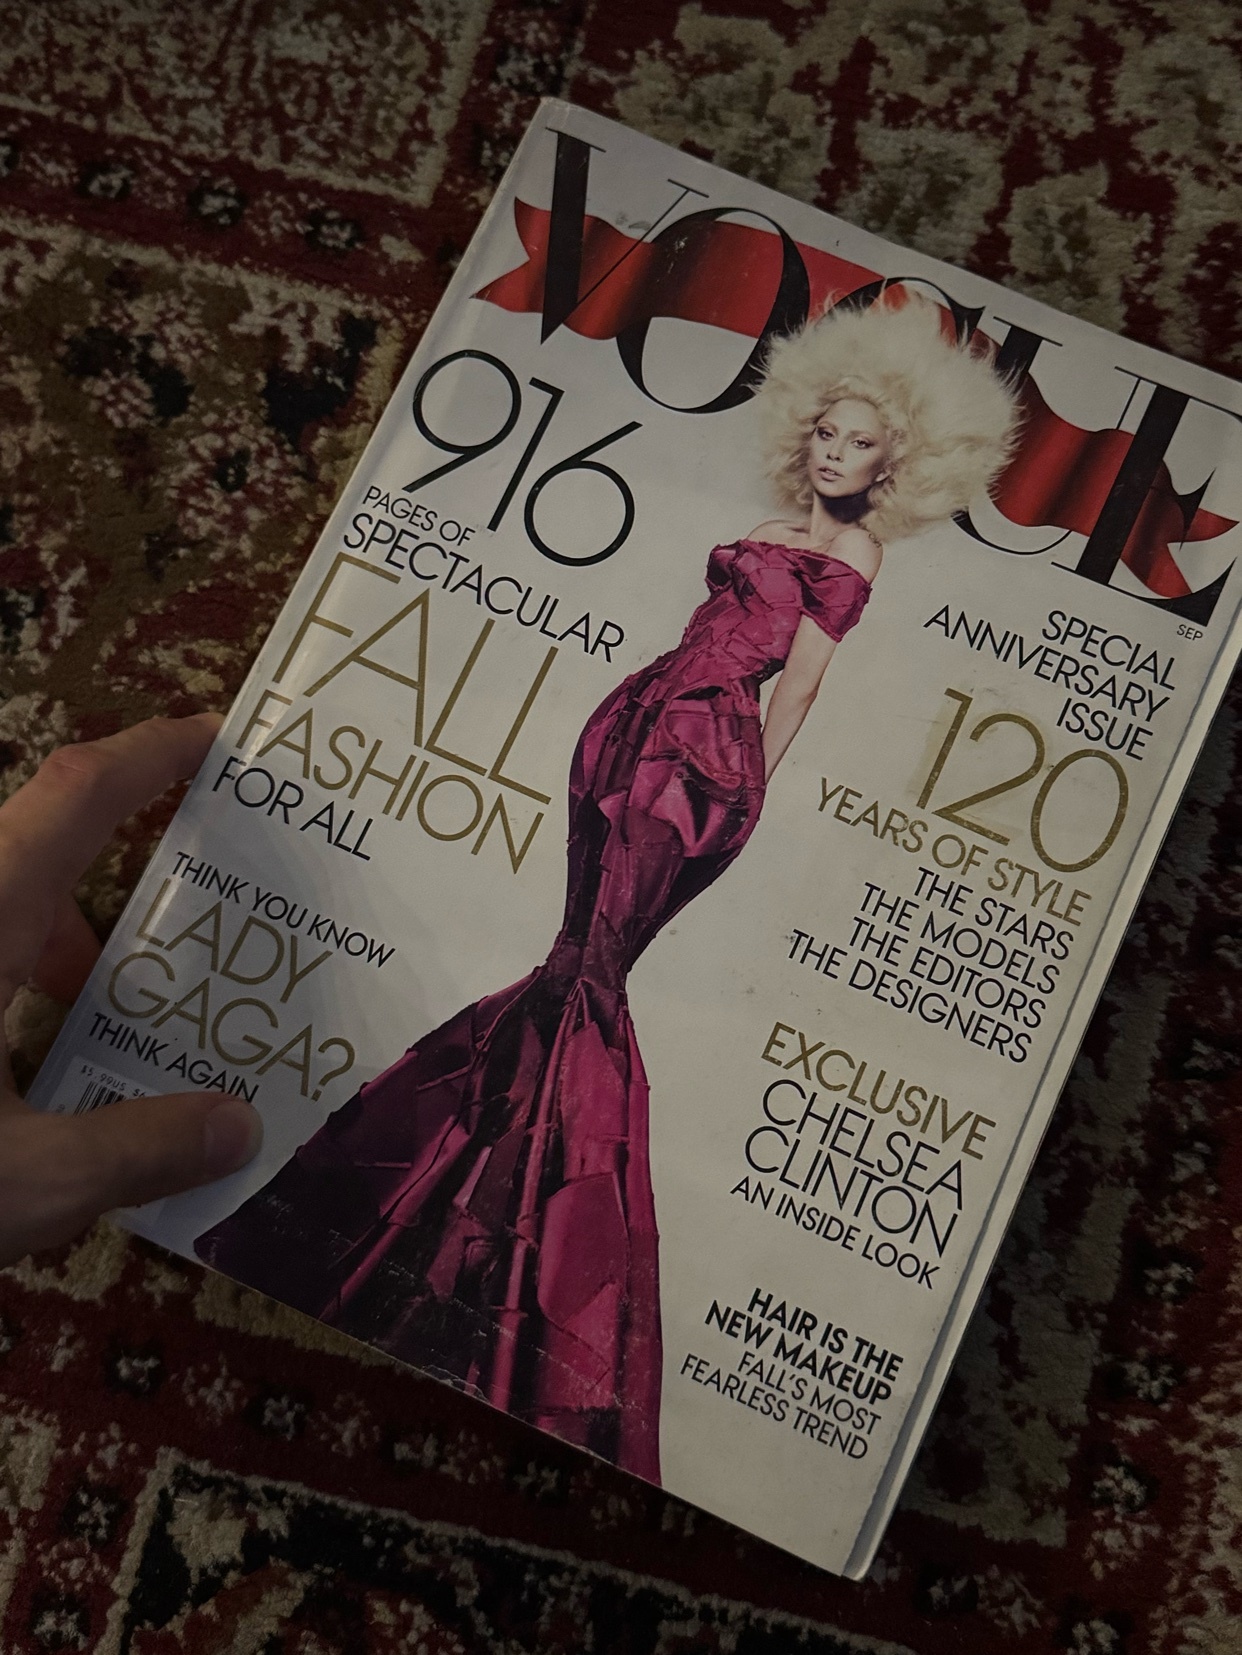 VOGUE
916
PAGES OF
SPECTACULAR
FALL
FASHION
FOR ALL
THINK YOU KNOW
LADY
GAGA?
THINK AGAIN
$5.99US
SEP
SPECIAL
ANNIVERSARY
ISSUE
120
YEARS OF STYLE
THE STARS
THE MODELS
THE EDITORS
THE DESIGNERS
EXCLUSIVE
CHELSEA
CLINTON
AN INSIDE LOOK
HAIR IS THE
NEW MAKEUP
FALL'S MOST
FEARLESS TREND